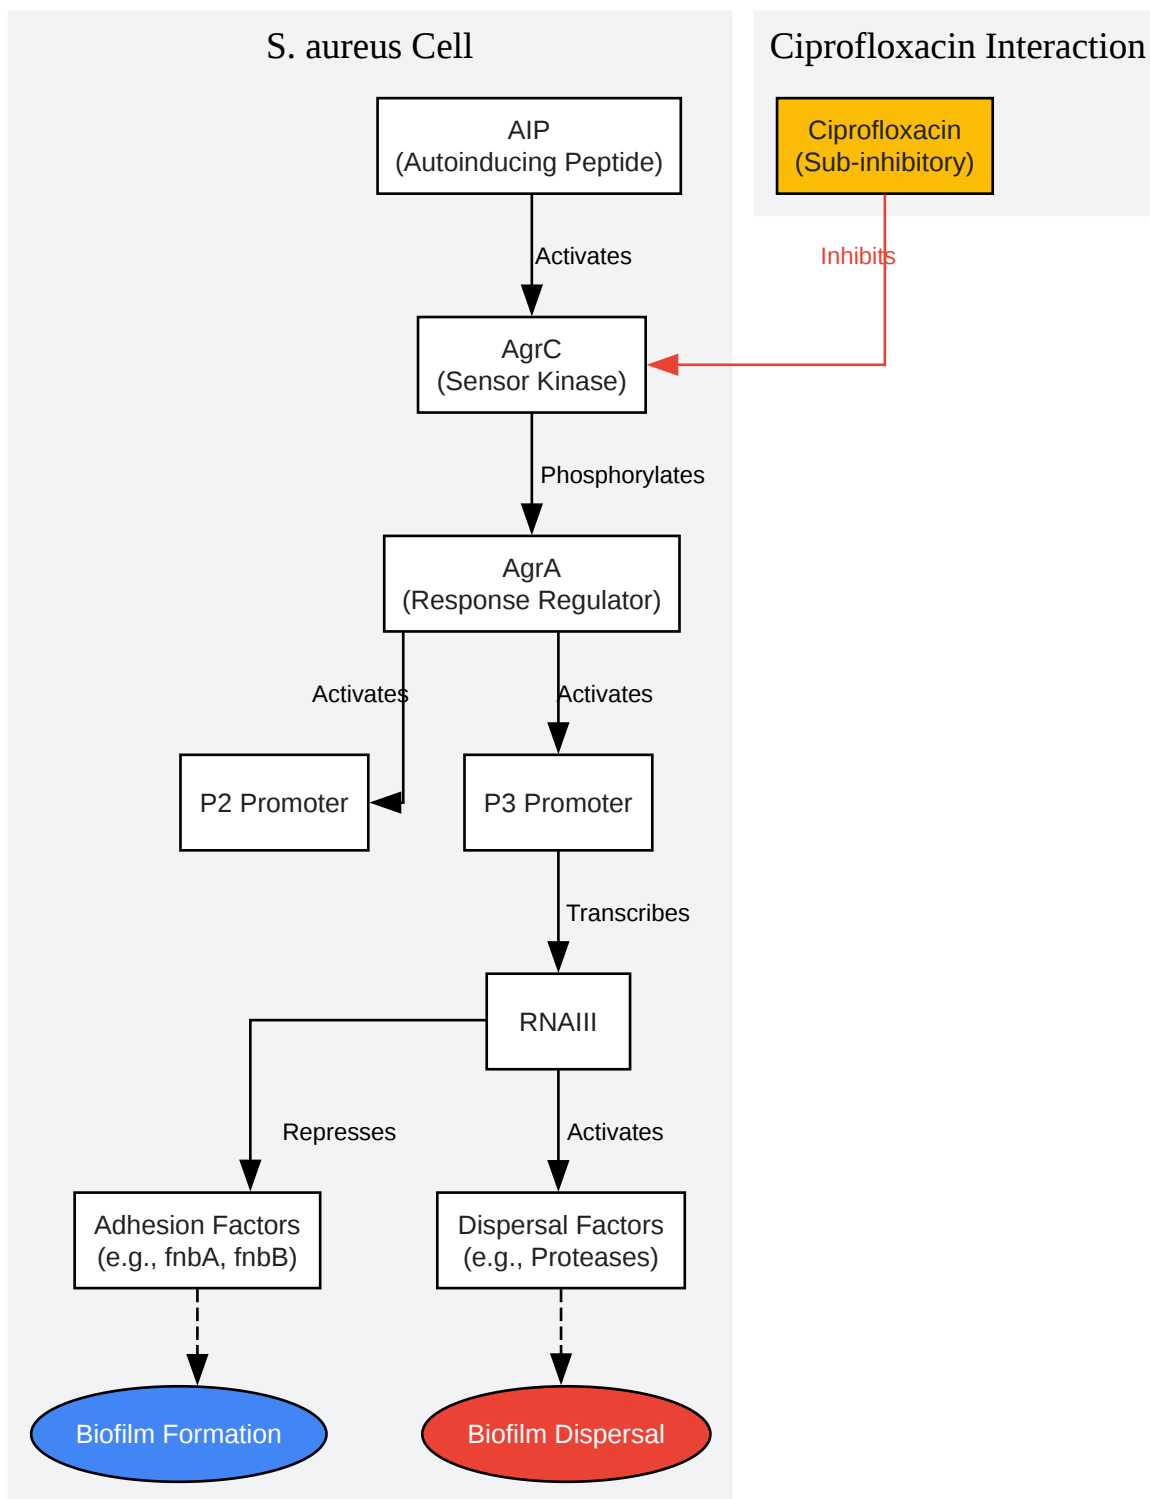 S. aureus Cell
Ciprofloxacin Interaction
AIP
(Autoinducing Peptide)
Ciprofloxacin
(Sub-inhibitory)
Activates
Inhibits
AgrC
(Sensor Kinase)
Phosphorylates
AgrA
(Response Regulator)
Activates
Activates
P2 Promoter
P3 Promoter
Transcribes
RNAIII
Represses
Activates
Adhesion Factors
(e.g., fnbA, fnbB)
Dispersal Factors
(e.g., Proteases)
Biofilm Formation
Biofilm Dispersal